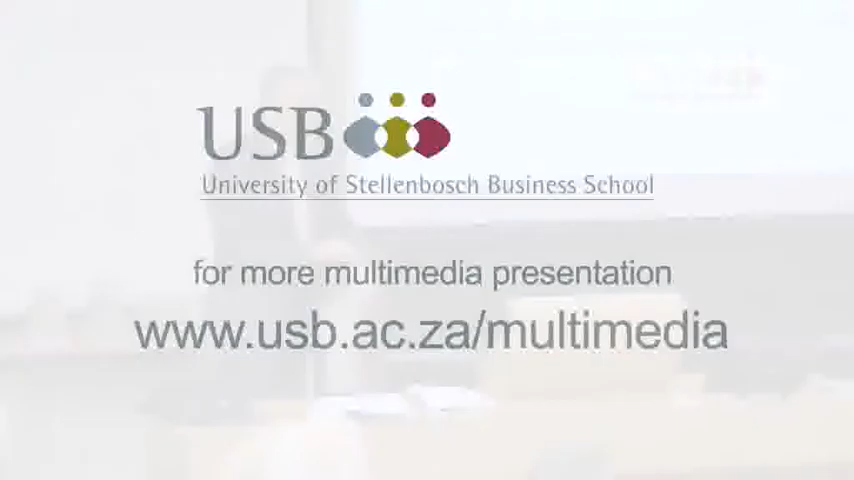 USB
University of Stellenbosch Business School
for more multimedia presentation
www.usb.ac.za/multimedia